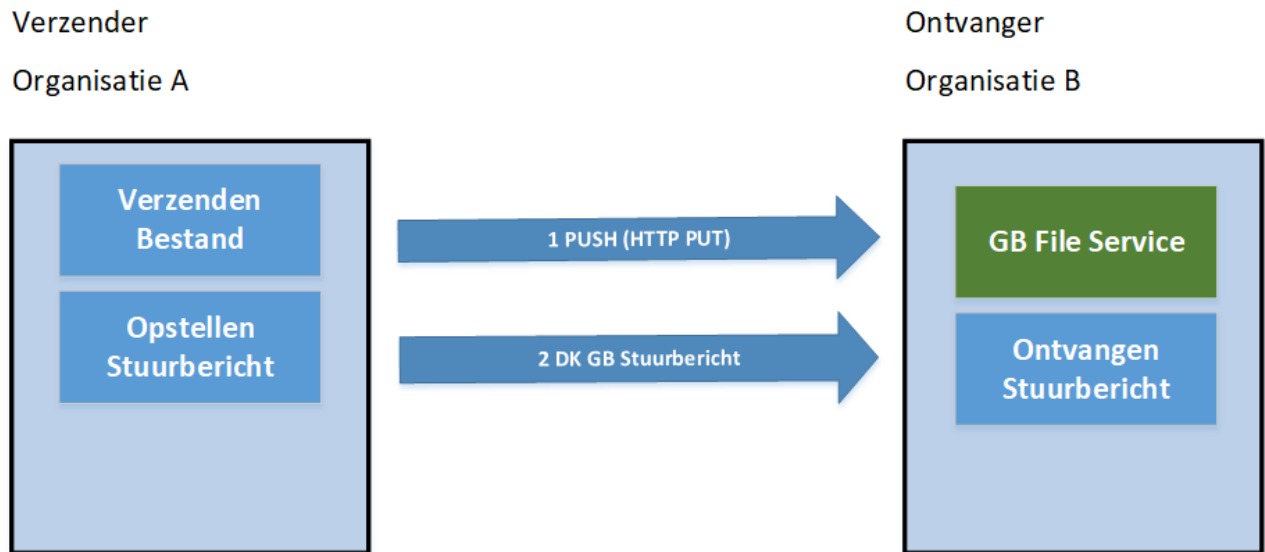 Verzender
Organisatie A
Ontvanger
Organisatie B
Verzenden
Bestand
Opstellen
Stuurbericht
1 PUSH (HTTP PUT)
2 DK GB Stuurbericht
GB File Service
Ontvangen
Stuurbericht